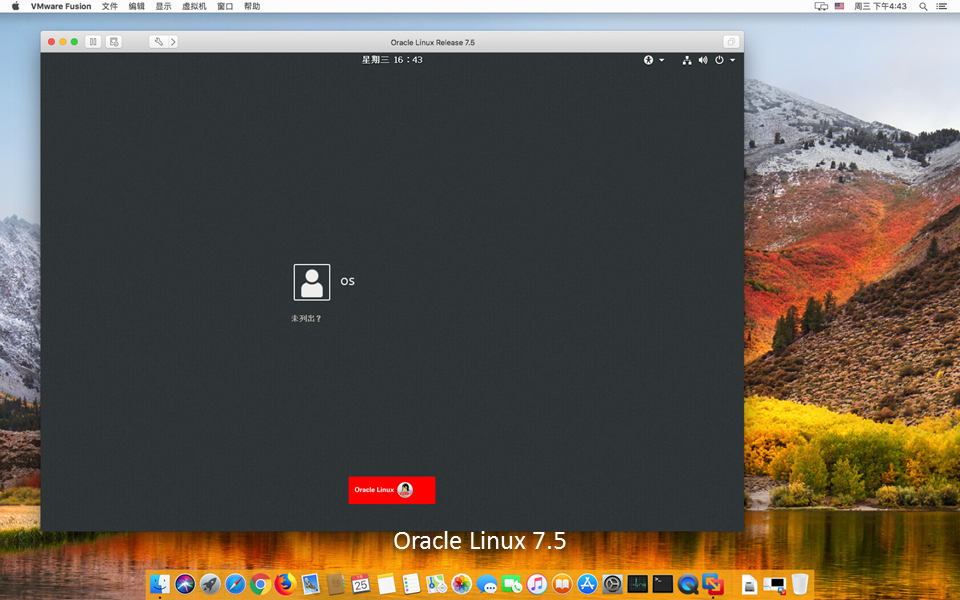 VMware Fusion 文件 编辑 显示 虚拟机 窗口 帮助 周三 下午4:43
Oracle Linux Release 7.5
星期三 16：43
OS
未列出？
Oracle Linux
Oracle Linux 7.5
25